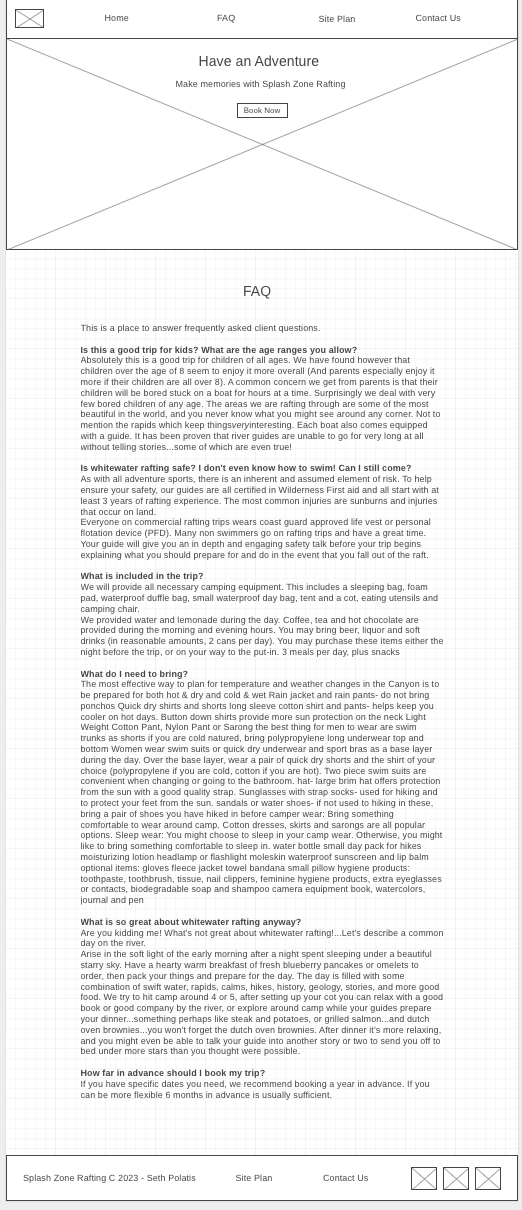 Home FAQ Site Plan Contact Us
Have an Adventure
Make memories with Splash Zone Rafting
Book Now
FAQ
This is a place to answer frequently asked client questions.
Is this a good trip for kids? What are the age ranges you allow?
Absolutely this is a good trip for children of all ages. We have found however that
children over the age of 8 seem to enjoy it more overall (And parents especially enjoy it
more if their children are all over 8). A common concern we get from parents is that their
children will be bored stuck on a boat for hours at a time. Surprisingly we deal with very
few bored children of any age. The areas we are rafting through are some of the most
beautiful in the world, and you never know what you might see around any corner. Not to
mention the rapids which keep thingsveryinteresting. Each boat also comes equipped
with a guide. It has been proven that river guides are unable to go for very long at all
without telling stories...some of which are even true!
Is whitewater rafting safe? I don't even know how to swim! Can I still come?
As with all adventure sports, there is an inherent and assumed element of risk. To help
ensure your safety, our guides are all certified in Wilderness First aid and all start with at
least 3 years of rafting experience. The most common injuries are sunburns and injuries
that occur on land.
Everyone on commercial rafting trips wears coast guard approved life vest or personal
flotation device (PFD). Many non swimmers go on rafting trips and have a great time.
Your guide will give you an in depth and engaging safety talk before your trip begins
explaining what you should prepare for and do in the event that you fall out of the raft.
What is included in the trip?
We will provide all necessary camping equipment. This includes a sleeping bag, foam
pad, waterproof duffle bag, small waterproof day bag, tent and a cot, eating utensils and
camping chair.
We provided water and lemonade during the day. Coffee, tea and hot chocolate are
provided during the morning and evening hours. You may bring beer, liquor and soft
drinks (in reasonable amounts, 2 cans per day). You may purchase these items either the
night before the trip, or on your way to the put-in. 3 meals per day, plus snacks
What do I need to bring?
The most effective way to plan for temperature and weather changes in the Canyon is to
be prepared for both hot & dry and cold & wet Rain jacket and rain pants- do not bring
ponchos Quick dry shirts and shorts long sleeve cotton shirt and pants- helps keep you
cooler on hot days. Button down shirts provide more sun protection on the neck Light
Weight Cotton Pant, Nylon Pant or Sarong the best thing for men to wear are swim
trunks as shorts if you are cold natured, bring polypropylene long underwear top and
bottom Women wear swim suits or quick dry underwear and sport bras as a base layer
during the day. Over the base layer, wear a pair of quick dry shorts and the shirt of your
choice (polypropylene if you are cold, cotton if you are hot). Two piece swim suits are
convenient when changing or going to the bathroom. hat- large brim hat offers protection
from the sun with a good quality strap. Sunglasses with strap socks- used for hiking and
to protect your feet from the sun. sandals or water shoes- if not used to hiking in these,
bring a pair of shoes you have hiked in before camper wear: Bring something
comfortable to wear around camp. Cotton dresses, skirts and sarongs are all popular
options. Sleep wear: You might choose to sleep in your camp wear. Otherwise, you might
like to bring something comfortable to sleep in. water bottle small day pack for hikes
moisturizing lotion headlamp or flashlight moleskin waterproof sunscreen and lip balm
optional items: gloves fleece jacket towel bandana small pillow hygiene products:
toothpaste, toothbrush, tissue, nail clippers, feminine hygiene products, extra eyeglasses
or contacts, biodegradable soap and shampoo camera equipment book, watercolors,
journal and pen
What is so great about whitewater rafting anyway?
Are you kidding me! What's not great about whitewater rafting!...Let's describe a common
day on the river.
Arise in the soft light of the early morning after a night spent sleeping under a beautiful
starry sky. Have a hearty warm breakfast of fresh blueberry pancakes or omelets to
order, then pack your things and prepare for the day. The day is filled with some
combination of swift water, rapids, calms, hikes, history, geology, stories, and more good
food. We try to hit camp around 4 or 5, after setting up your cot you can relax with a good
book or good company by the river, or explore around camp while your guides prepare
your dinner...something perhaps like steak and potatoes, or grilled salmon...and dutch
oven brownies...you won't forget the dutch oven brownies. After dinner it's more relaxing,
and you might even be able to talk your guide into another story or two to send you off to
bed under more stars than you thought were possible.
How far in advance should I book my trip?
If you have specific dates you need, we recommend booking a year in advance. If you
can be more flexible 6 months in advance is usually sufficient.
Splash Zone Rafting C 2023 - Seth Polatis Site Plan Contact Us